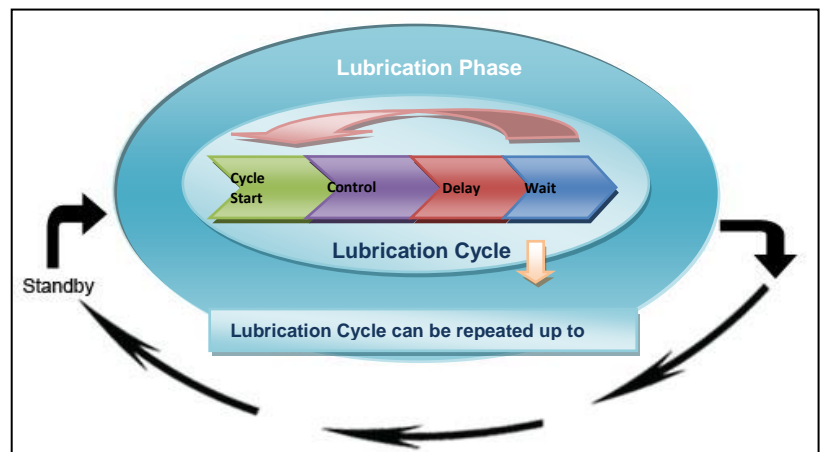 Lubrication Phase
Cycle
Start
Control
Delay
Wait
Lubrication Cycle
Standby
Lubrication Cycle can be repeated up to